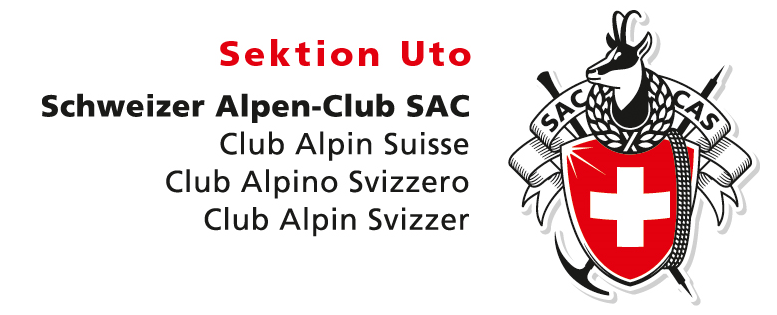 Sektion Uto
Schweizer Alpen-Club SAC
Club Alpin Suisse
Club Alpino Svizzero
Club Alpin Svizzer
SAC CAS